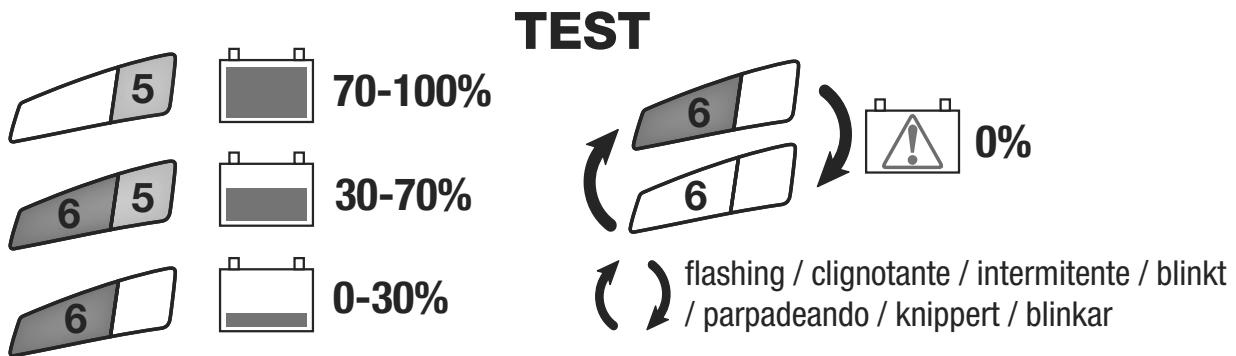 TEST
5 70-100%
6 5 30-70%
6 0-30%
6
6 0%
flashing / clignotante / intermitente / blinkt
/ parpadeando / knippert / blinkar